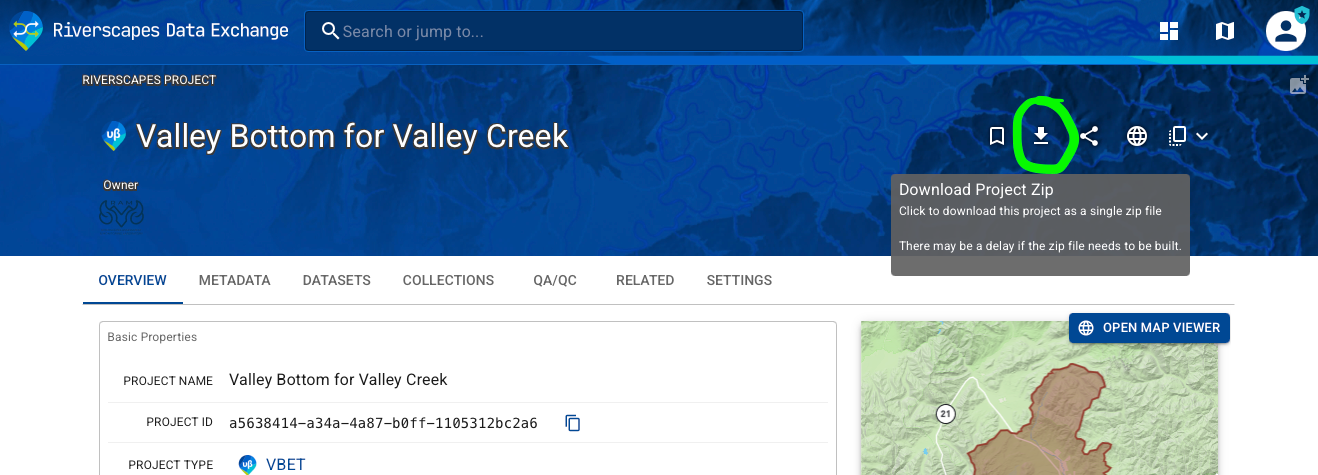 Riverscapes Data Exchange
Search or jump to...
RIVERSCAPES PROJECT
uβ
Valley Bottom for Valley Creek
Owner
Download Project Zip
Click to download this project as a single zip file
There may be a delay if the zip file needs to be built.
OVERVIEW METADATA DATASETS COLLECTIONS QA/QC RELATED SETTINGS
Basic Properties
OPEN MAP VIEWER
PROJECT NAME Valley Bottom for Valley Creek
PROJECT ID a5638414-a34a-4a87-b0ff-1105312bc2a6
21
PROJECT TYPE uβ VBET